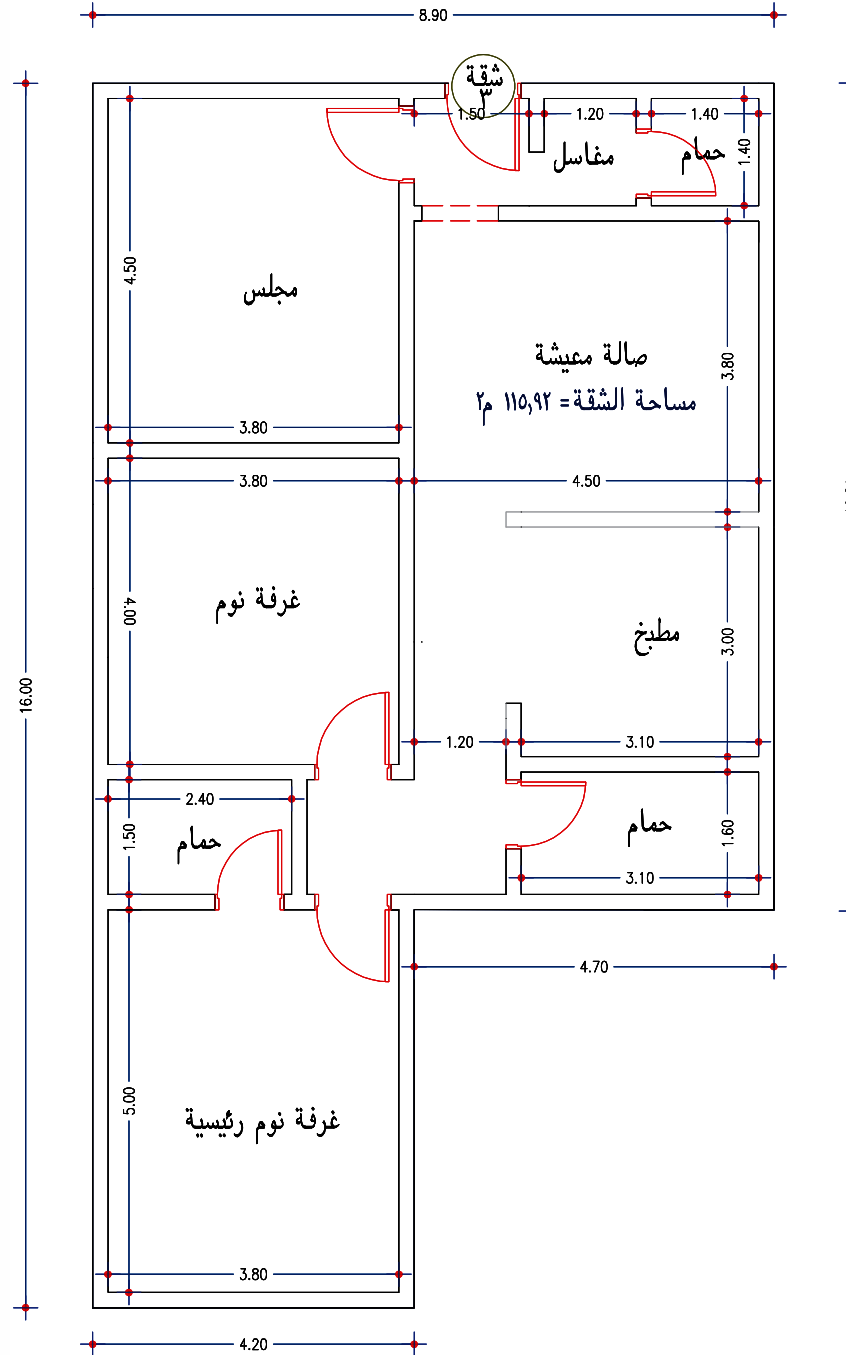 8.90
شقة
٣
1.50
1.20
1.40
مغاسل
حمام
1.40
4.50
مجلس
صالة معيشة
3.80
مساحة الشقة= ١١٥,٩٢ م٢
3.80
3.80
4.50
غرفة نوم
4.00
مطبخ
3.00
16.00
1.20
3.10
2.40
حمام
1.50
حمام
1.60
3.10
4.70
5.00
غرفة نوم رئيسية
3.80
4.20